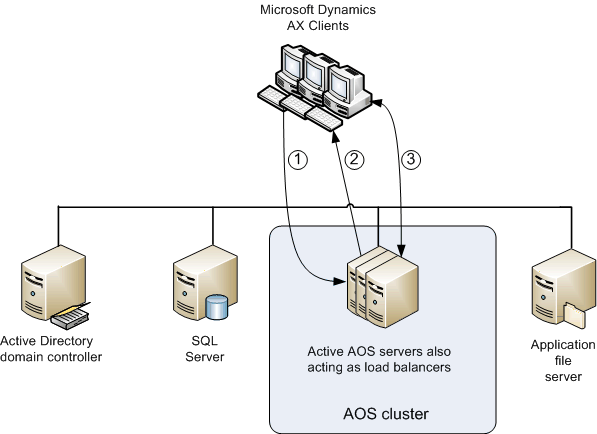 Microsoft Dynamics
AX Clients
1
2
3
Active Directory
domain controller
SQL
Server
Active AOS servers also
acting as load balancers
Application
file
server
AOS cluster